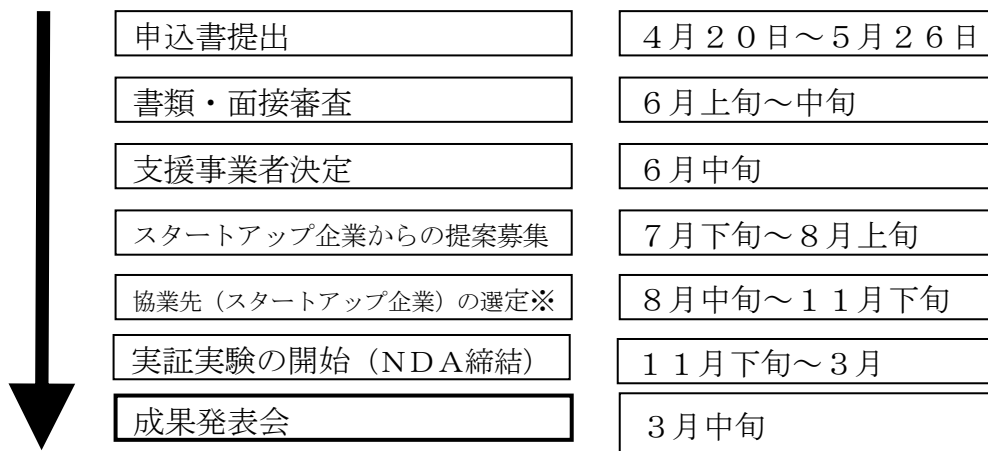 申込書提出 ４月２０日～５月２６日
書類・面接審査 ６月上旬～中旬
支援事業者決定 ６月中旬
スタートアップ企業からの提案募集 ７月下旬～８月上旬
協業先（スタートアップ企業）の選定※ ８月中旬～１１月下旬
実証実験の開始（ＮＤＡ締結） １１月下旬～３月
成果発表会 ３月中旬